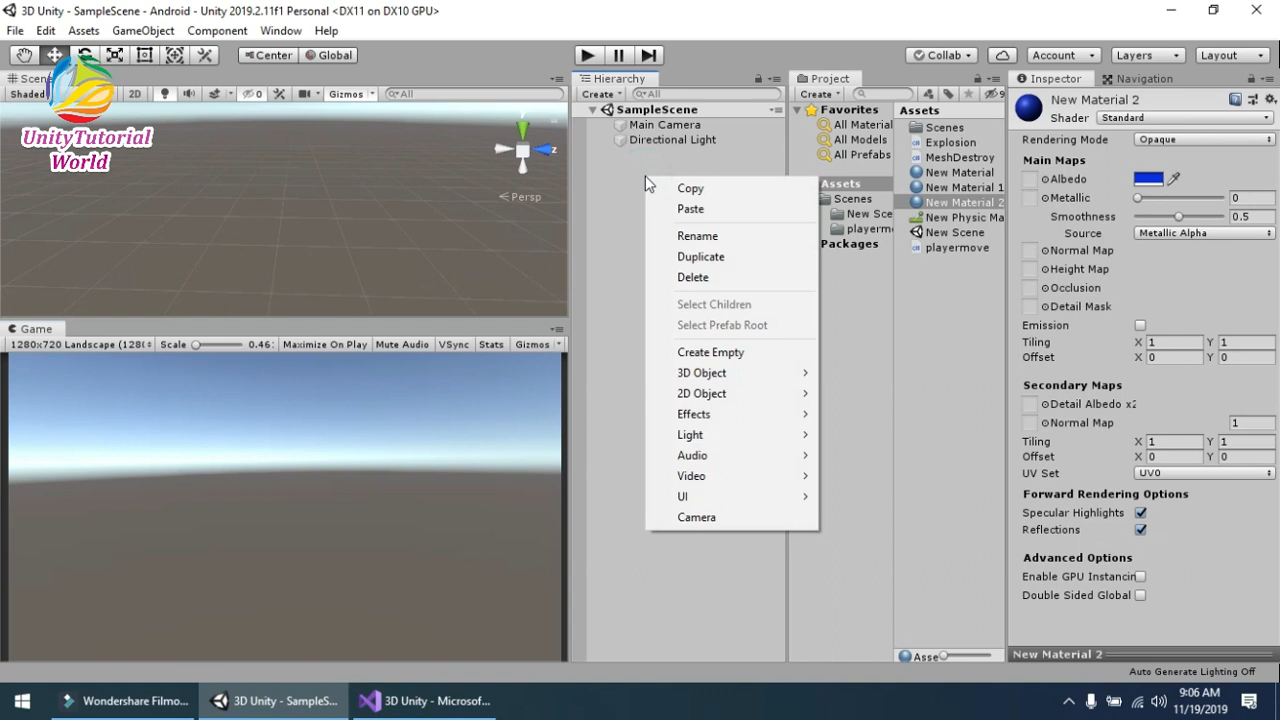 3D Unity - SampleScene - Android - Unity 2019.2.11f1 Personal <DX11 on DX10 GPU>
File Edit Assets GameObject Component Window Help
Center Global
Collab Account Layers Layout
Scen
Shaded 2D 0 Gizmos All
UnityTutorial
World
Persp
y
z
Game
1280x720 Landscape (128( Scale 0.46 Maximize On Play Mute Audio VSync Stats Gizmos
Hierarchy
Create All
SampleScene
Main Camera
Directional Light
Copy
Paste
Rename
Duplicate
Delete
Select Children
Select Prefab Root
Create Empty
3D Object
2D Object
Effects
Light
Audio
Video
UI
Camera
Project
Create 9
Favorites
All Material
All Models
All Prefabs
Assets
Scenes
New Sce
playerm
Packages
Assets
Scenes
Explosion
MeshDestroy
New Material
New Material 1
New Material 2
New Physic Ma
New Scene
playermove
Asse
Inspector Navigation
New Material 2
Shader Standard
Rendering Mode Opaque
Main Maps
Albedo
Metallic 0
Smoothness 0.5
Source Metallic Alpha
Normal Map
Height Map
Occlusion
Detail Mask
Emission
Tiling X 1 Y 1
Offset X 0 Y 0
Secondary Maps
Detail Albedo x2
Normal Map 1
Tiling X 1 Y 1
Offset X 0 Y 0
UV Set UV0
Forward Rendering Options
Specular Highlights
Reflections
Advanced Options
Enable GPU Instancin
Double Sided Global
New Material 2
Auto Generate Lighting Off
Wondershare Filmo... 3D Unity - SampleS... 3D Unity - Microsof...
9:06 AM
11/19/2019